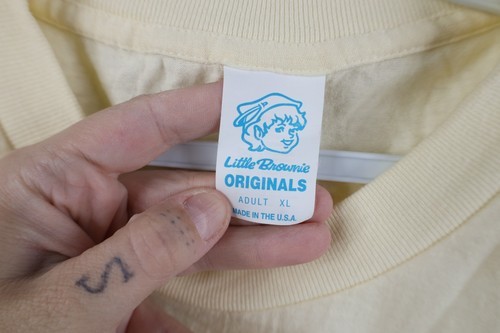 Little Brownie
ORIGINALS
ADULT XL
MADE IN THE U.S.A.